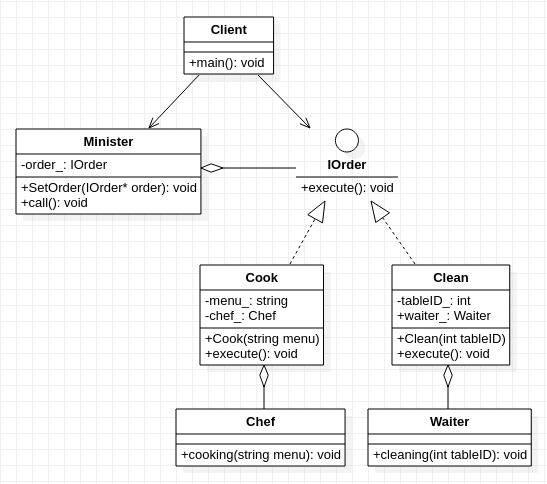 Client
+main(): void
Minister
-order_: IOrder
+SetOrder(IOrder* order): void
+call(): void
IOrder
+execute(): void
Cook
-menu_: string
-chef_: Chef
+Cook(string menu)
+execute(): void
Clean
-tableID_: int
+waiter_: Waiter
+Clean(int tableID)
+execute(): void
Chef
+cooking(string menu): void
Waiter
+cleaning(int tableID): void